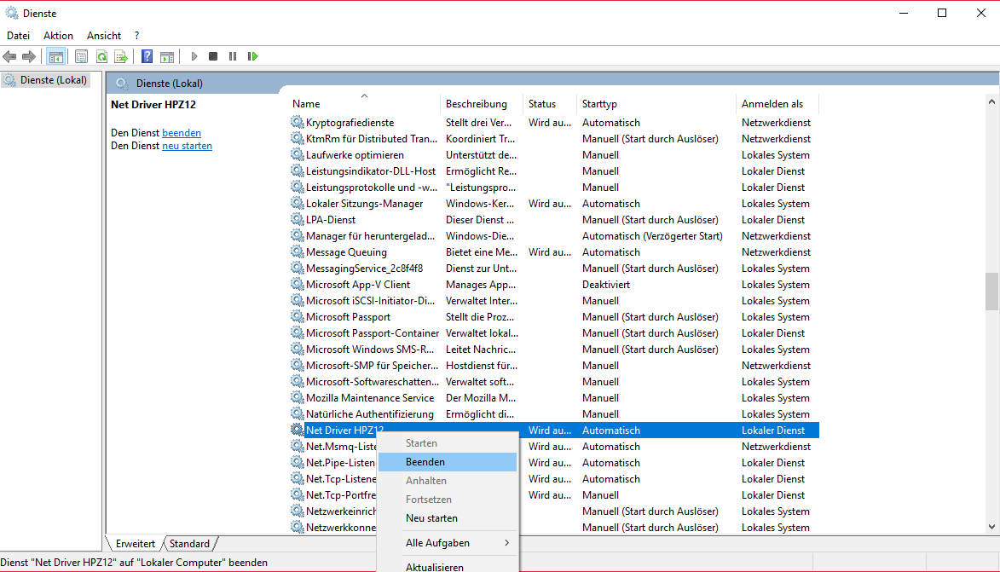 Dienste
Datei Aktion Ansicht ?
Dienste (Lokal)
Dienste (Lokal)
Net Driver HPZ12
Den Dienst beenden
Den Dienst neu starten
Name Beschreibung Status Starttyp Anmelden als
Kryptografiedienste Stellt drei Ver... Wird au... Automatisch Netzwerkdienst
KtmRm für Distributed Tran... Koordiniert Tr... Manuell (Start durch Auslöser) Netzwerkdienst
Laufwerke optimieren Unterstützt de... Manuell Lokales System
Leistungsindikator-DLL-Host Ermöglicht Re... Manuell Lokaler Dienst
Leistungsprotokolle und -w... "Leistungspro... Manuell Lokaler Dienst
Lokaler Sitzungs-Manager Windows-Ker... Wird au... Automatisch Lokales System
LPA-Dienst Dieser Dienst ... Manuell (Start durch Auslöser) Lokaler Dienst
Manager für heruntergelad... Windows-Die... Automatisch (Verzögerter Start) Netzwerkdienst
Message Queuing Bietet eine Me... Wird au... Automatisch Netzwerkdienst
MessagingService_2c8f4f8 Dienst zur Unt... Manuell (Start durch Auslöser) Lokales System
Microsoft App-V Client Manages App... Deaktiviert Lokales System
Microsoft iSCSI-Initiator-Di... Verwaltet Inter... Manuell Lokales System
Microsoft Passport Stellt die Proz... Manuell (Start durch Auslöser) Lokales System
Microsoft Passport-Container Verwaltet lokal... Manuell (Start durch Auslöser) Lokaler Dienst
Microsoft Windows SMS-R... Leitet Nachric... Manuell (Start durch Auslöser) Lokales System
Microsoft-SMP für Speicher... Hostdienst für... Manuell Netzwerkdienst
Microsoft-Softwareschatten... Verwaltet soft... Manuell Lokales System
Mozilla Maintenance Service Der Mozilla M... Manuell Lokales System
Natürliche Authentifizierung Ermöglicht di... Manuell Lokales System
Net Driver HPZ12 Wird au... Automatisch Lokaler Dienst
Net.Msmq-Liste Wird au... Automatisch Netzwerkdienst
Net.Pipe-Listen Wird au... Automatisch Lokaler Dienst
Net.Tcp-Listene Wird au... Automatisch Lokaler Dienst
Net.Tcp-Portfre Wird au... Manuell Lokaler Dienst
Netzwerkeinrich Manuell (Start durch Auslöser) Lokales System
Netzwerkkonne Manuell (Start durch Auslöser) Lokales System
Starten
Beenden
Anhalten
Fortsetzen
Neu starten
Alle Aufgaben
Aktualisieren
Erweitert Standard
Dienst "Net Driver HPZ12" auf "Lokaler Computer" beenden